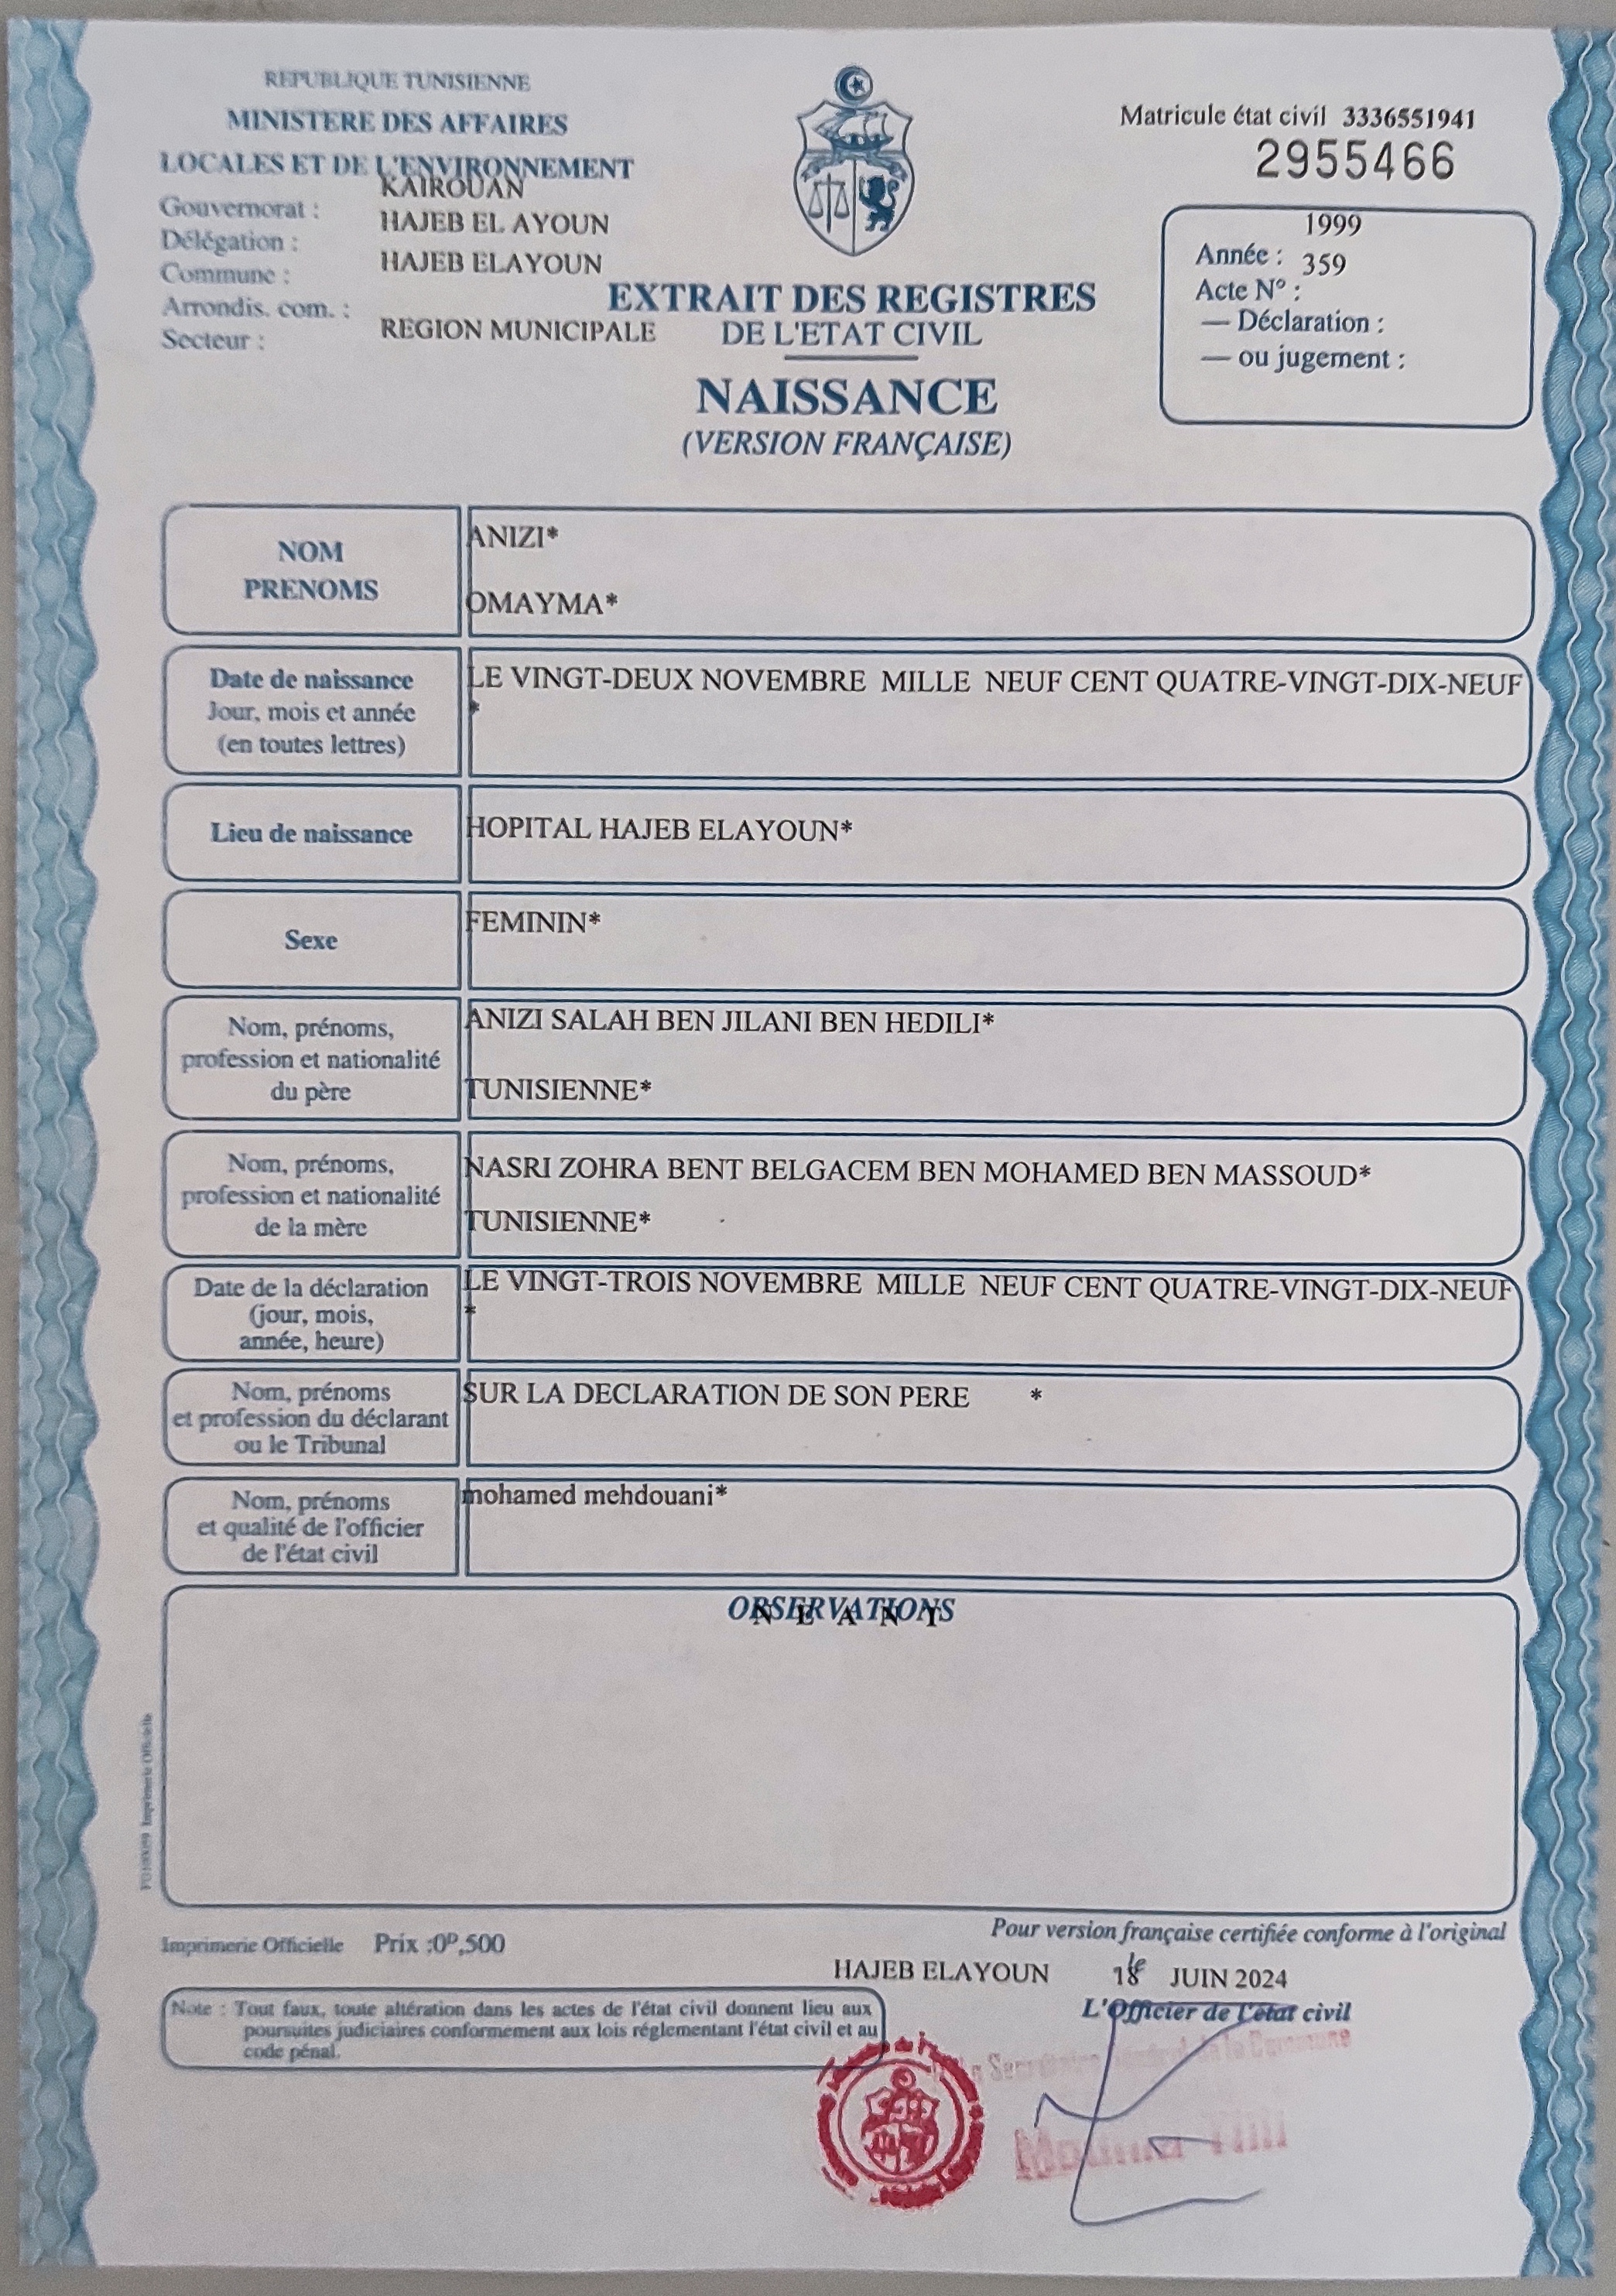 REPUBLIQUE TUNISIENNE
MINISTERE DES AFFAIRES
LOCALES ET DE L'ENVIRONNEMENT
Gouvernorat : KAIROUAN
Délégation : HAJEB EL AYOUN
Commune : HAJEB ELAYOUN
Arrondis. com. :
Secteur : REGION MUNICIPALE
Matricule état civil 3336551941
2955466
1999
Année :
359
Acte N° :
— Déclaration :
— ou jugement :
EXTRAIT DES REGISTRES
DE L'ETAT CIVIL
NAISSANCE
(VERSION FRANÇAISE)
NOM
PRENOMS
ANIZI*
OMAYMA*
Date de naissance
Jour, mois et année
(en toutes lettres)
LE VINGT-DEUX NOVEMBRE MILLE NEUF CENT QUATRE-VINGT-DIX-NEUF
*
Lieu de naissance
HOPITAL HAJEB ELAYOUN*
Sexe
FEMININ*
Nom, prénoms,
profession et nationalité
du père
ANIZI SALAH BEN JILANI BEN HEDILI*
TUNISIENNE*
Nom, prénoms,
profession et nationalité
de la mère
NASRI ZOHRA BENT BELGACEM BEN MOHAMED BEN MASSOUD*
TUNISIENNE*
Date de la déclaration
(jour, mois,
année, heure)
LE VINGT-TROIS NOVEMBRE MILLE NEUF CENT QUATRE-VINGT-DIX-NEUF
*
Nom, prénoms
et profession du déclarant
ou le Tribunal
SUR LA DECLARATION DE SON PERE *
Nom, prénoms
et qualité de l'officier
de l'état civil
mohamed mehdouani*
OBSERVATIONS
N E A N T
Imprimerie Officielle
Imprimerie Officielle Prix :0ᴰ,500
Pour version française certifiée conforme à l'original
HAJEB ELAYOUN le 18 JUIN 2024
L'Officier de l'état civil
Note : Tout faux, toute altération dans les actes de l'état civil donnent lieu aux
poursuites judiciaires conformement aux lois réglementant l'état civil et au
code pénal.
Secrétaire Général de la Commune